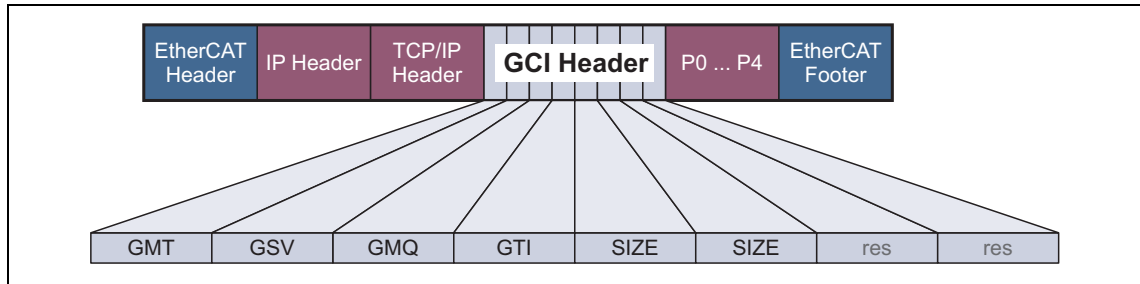 EtherCAT
Header
IP Header
TCP/IP
Header
GCI Header
P0 ... P4
EtherCAT
Footer
GMT
GSV
GMQ
GTI
SIZE
SIZE
res
res